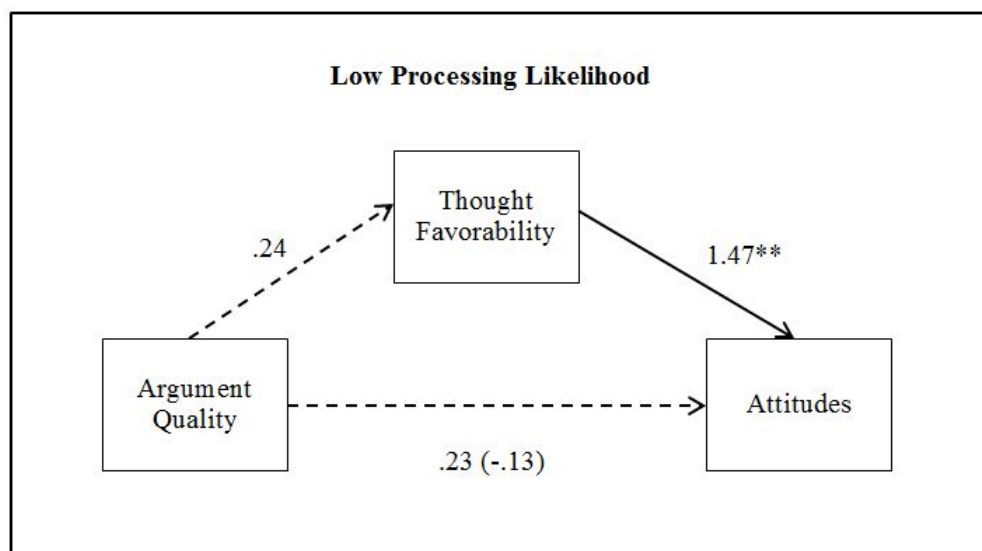 Low Processing Likelihood
Thought
Favorability
.24
1.47**
Argument
Quality
Attitudes
.23 (-.13)